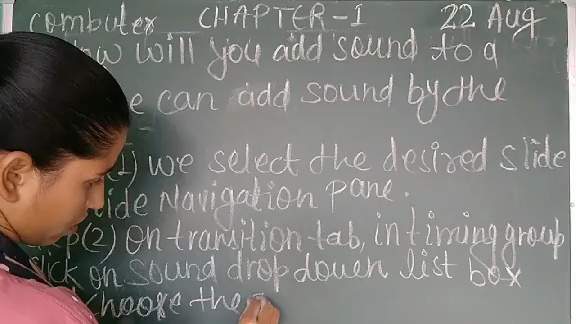 computer CHAPTER-1 22 Aug
How will you add sound to a
e can add sound by the
1) we select the desired slide
ide Navigation pane.
p(2) On transition tab, in timing group
click on sound drop down list box
choose the